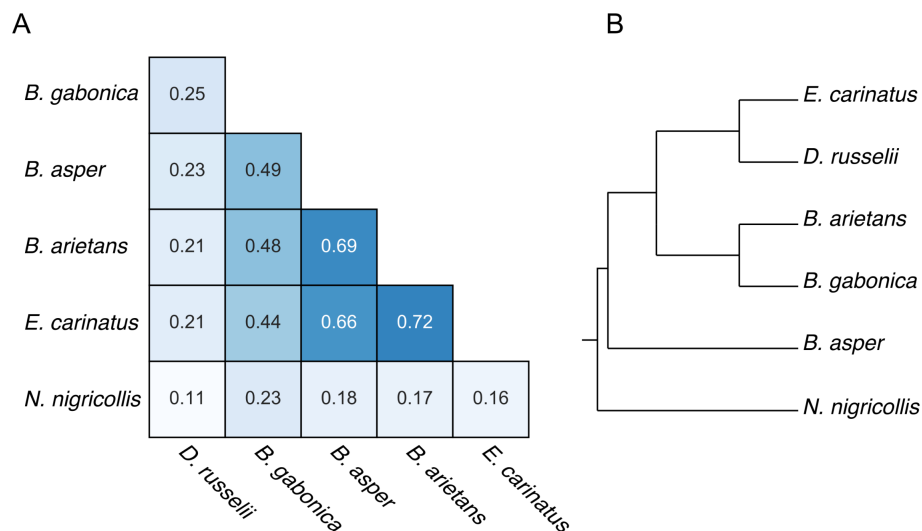 A
B. gabonica 0.25
B. asper 0.23 0.49
B. arietans 0.21 0.48 0.69
E. carinatus 0.21 0.44 0.66 0.72
N. nigricollis 0.11 0.23 0.18 0.17 0.16
D. russelii
B. gabonica
B. asper
B. arietans
E. carinatus
B
E. carinatus
D. russelii
B. arietans
B. gabonica
B. asper
N. nigricollis